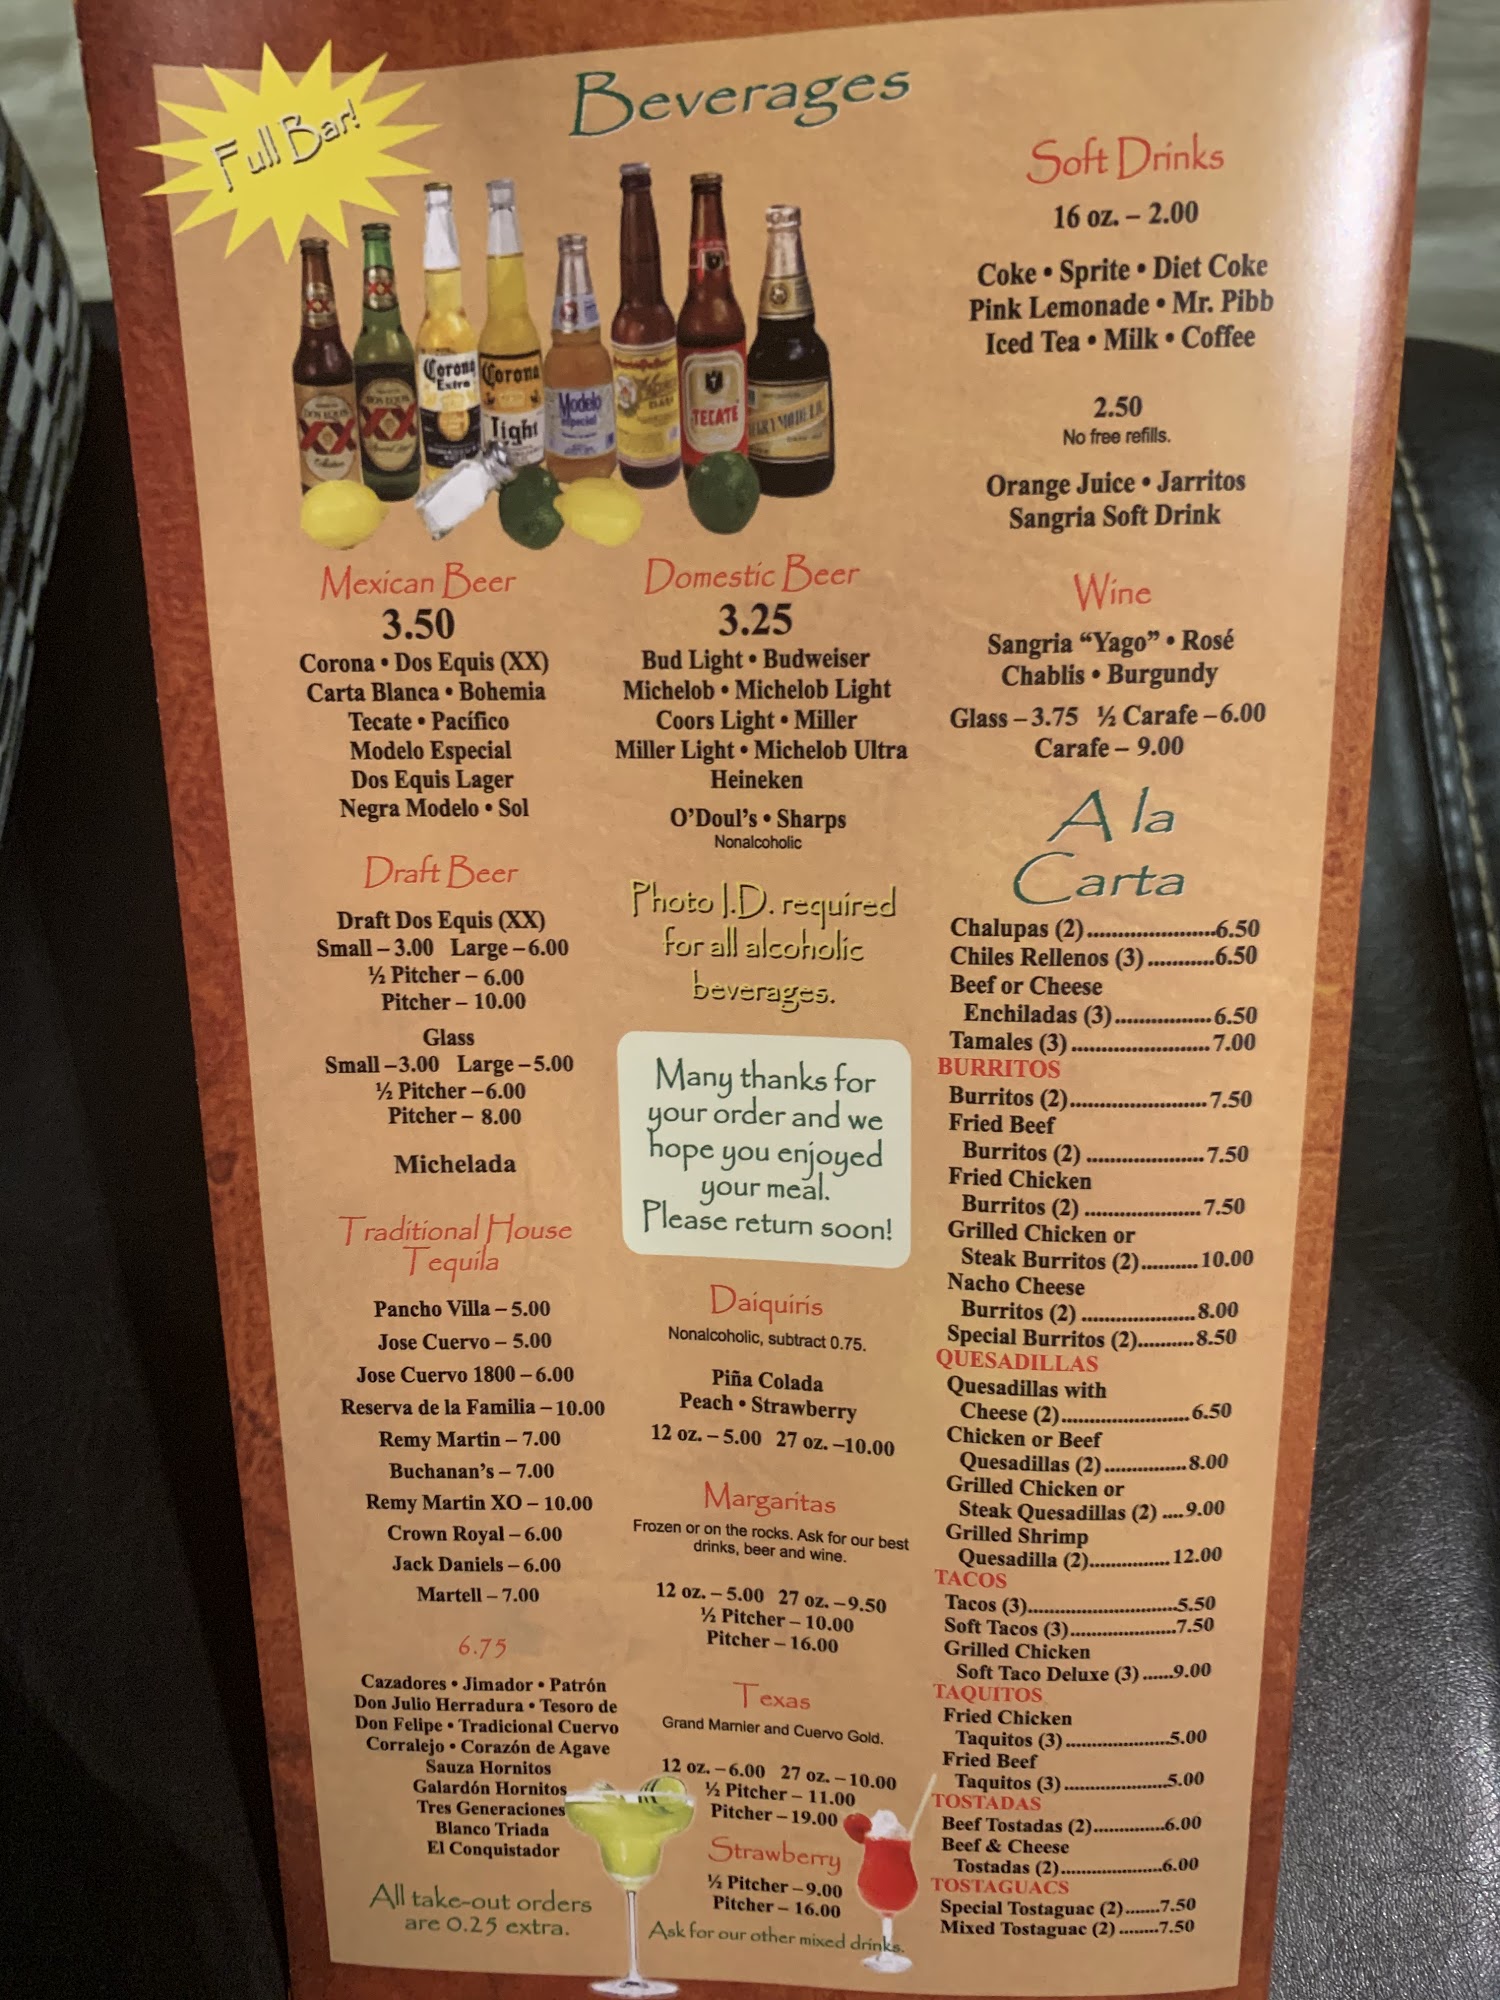 Full Bar!
Beverages
Corona
Extra
Corona
Light
Modelo
Especial
TECATE
Mexican Beer
3.50
Corona • Dos Equis (XX)
Carta Blanca • Bohemia
Tecate • Pacífico
Modelo Especial
Dos Equis Lager
Negra Modelo • Sol
Draft Beer
Draft Dos Equis (XX)
Small – 3.00 Large – 6.00
½ Pitcher – 6.00
Pitcher – 10.00
Glass
Small – 3.00 Large – 5.00
½ Pitcher – 6.00
Pitcher – 8.00
Michelada
Traditional House
Tequila
Pancho Villa – 5.00
Jose Cuervo – 5.00
Jose Cuervo 1800 – 6.00
Reserva de la Familia – 10.00
Remy Martin – 7.00
Buchanan's – 7.00
Remy Martin XO – 10.00
Crown Royal – 6.00
Jack Daniels – 6.00
Martell – 7.00
6.75
Cazadores • Jimador • Patrón
Don Julio Herradura • Tesoro de
Don Felipe • Tradicional Cuervo
Corralejo • Corazón de Agave
Sauza Hornitos
Galardón Hornitos
Tres Generaciones
Blanco Triada
El Conquistador
All take-out orders
are 0.25 extra.
Domestic Beer
3.25
Bud Light • Budweiser
Michelob • Michelob Light
Coors Light • Miller
Miller Light • Michelob Ultra
Heineken
O'Doul's • Sharps
Nonalcoholic
Photo I.D. required
for all alcoholic
beverages.
Many thanks for
your order and we
hope you enjoyed
your meal.
Please return soon!
Daiquiris
Nonalcoholic, subtract 0.75.
Piña Colada
Peach • Strawberry
12 oz. – 5.00 27 oz. –10.00
Margaritas
Frozen or on the rocks. Ask for our best
drinks, beer and wine.
12 oz. – 5.00 27 oz. – 9.50
½ Pitcher – 10.00
Pitcher – 16.00
Texas
Grand Marnier and Cuervo Gold.
12 oz. – 6.00 27 oz. – 10.00
½ Pitcher – 11.00
Pitcher – 19.00
Strawberry
½ Pitcher – 9.00
Pitcher – 16.00
Ask for our other mixed drinks.
Soft Drinks
16 oz. – 2.00
Coke • Sprite • Diet Coke
Pink Lemonade • Mr. Pibb
Iced Tea • Milk • Coffee
2.50
No free refills.
Orange Juice • Jarritos
Sangria Soft Drink
Wine
Sangria “Yago” • Rosé
Chablis • Burgundy
Glass – 3.75 ½ Carafe – 6.00
Carafe – 9.00
A la
Carta
Chalupas (2)......................6.50
Chiles Rellenos (3)...........6.50
Beef or Cheese
Enchiladas (3)................6.50
Tamales (3).......................7.00
BURRITOS
Burritos (2).......................7.50
Fried Beef
Burritos (2)....................7.50
Fried Chicken
Burritos (2)....................7.50
Grilled Chicken or
Steak Burritos (2)..........10.00
Nacho Cheese
Burritos (2)....................8.00
Special Burritos (2)..........8.50
QUESADILLAS
Quesadillas with
Cheese (2).......................6.50
Chicken or Beef
Quesadillas (2)...............8.00
Grilled Chicken or
Steak Quesadillas (2)....9.00
Grilled Shrimp
Quesadilla (2)...............12.00
TACOS
Tacos (3)...........................5.50
Soft Tacos (3)...................7.50
Grilled Chicken
Soft Taco Deluxe (3)......9.00
TAQUITOS
Fried Chicken
Taquitos (3)...................5.00
Fried Beef
Taquitos (3)...................5.00
TOSTADAS
Beef Tostadas (2).............6.00
Beef & Cheese
Tostadas (2)..................6.00
TOSTAGUACS
Special Tostaguac (2).......7.50
Mixed Tostaguac (2)........7.50